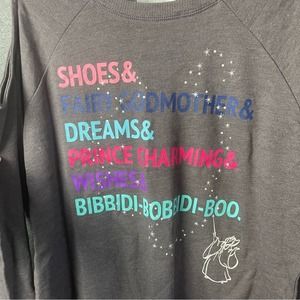 SHOES&
FAIRY GODMOTHER&
DREAMS&
PRINCE CHARMING&
WISHES&
BIBBIDI-BOBBIDI-BOO.